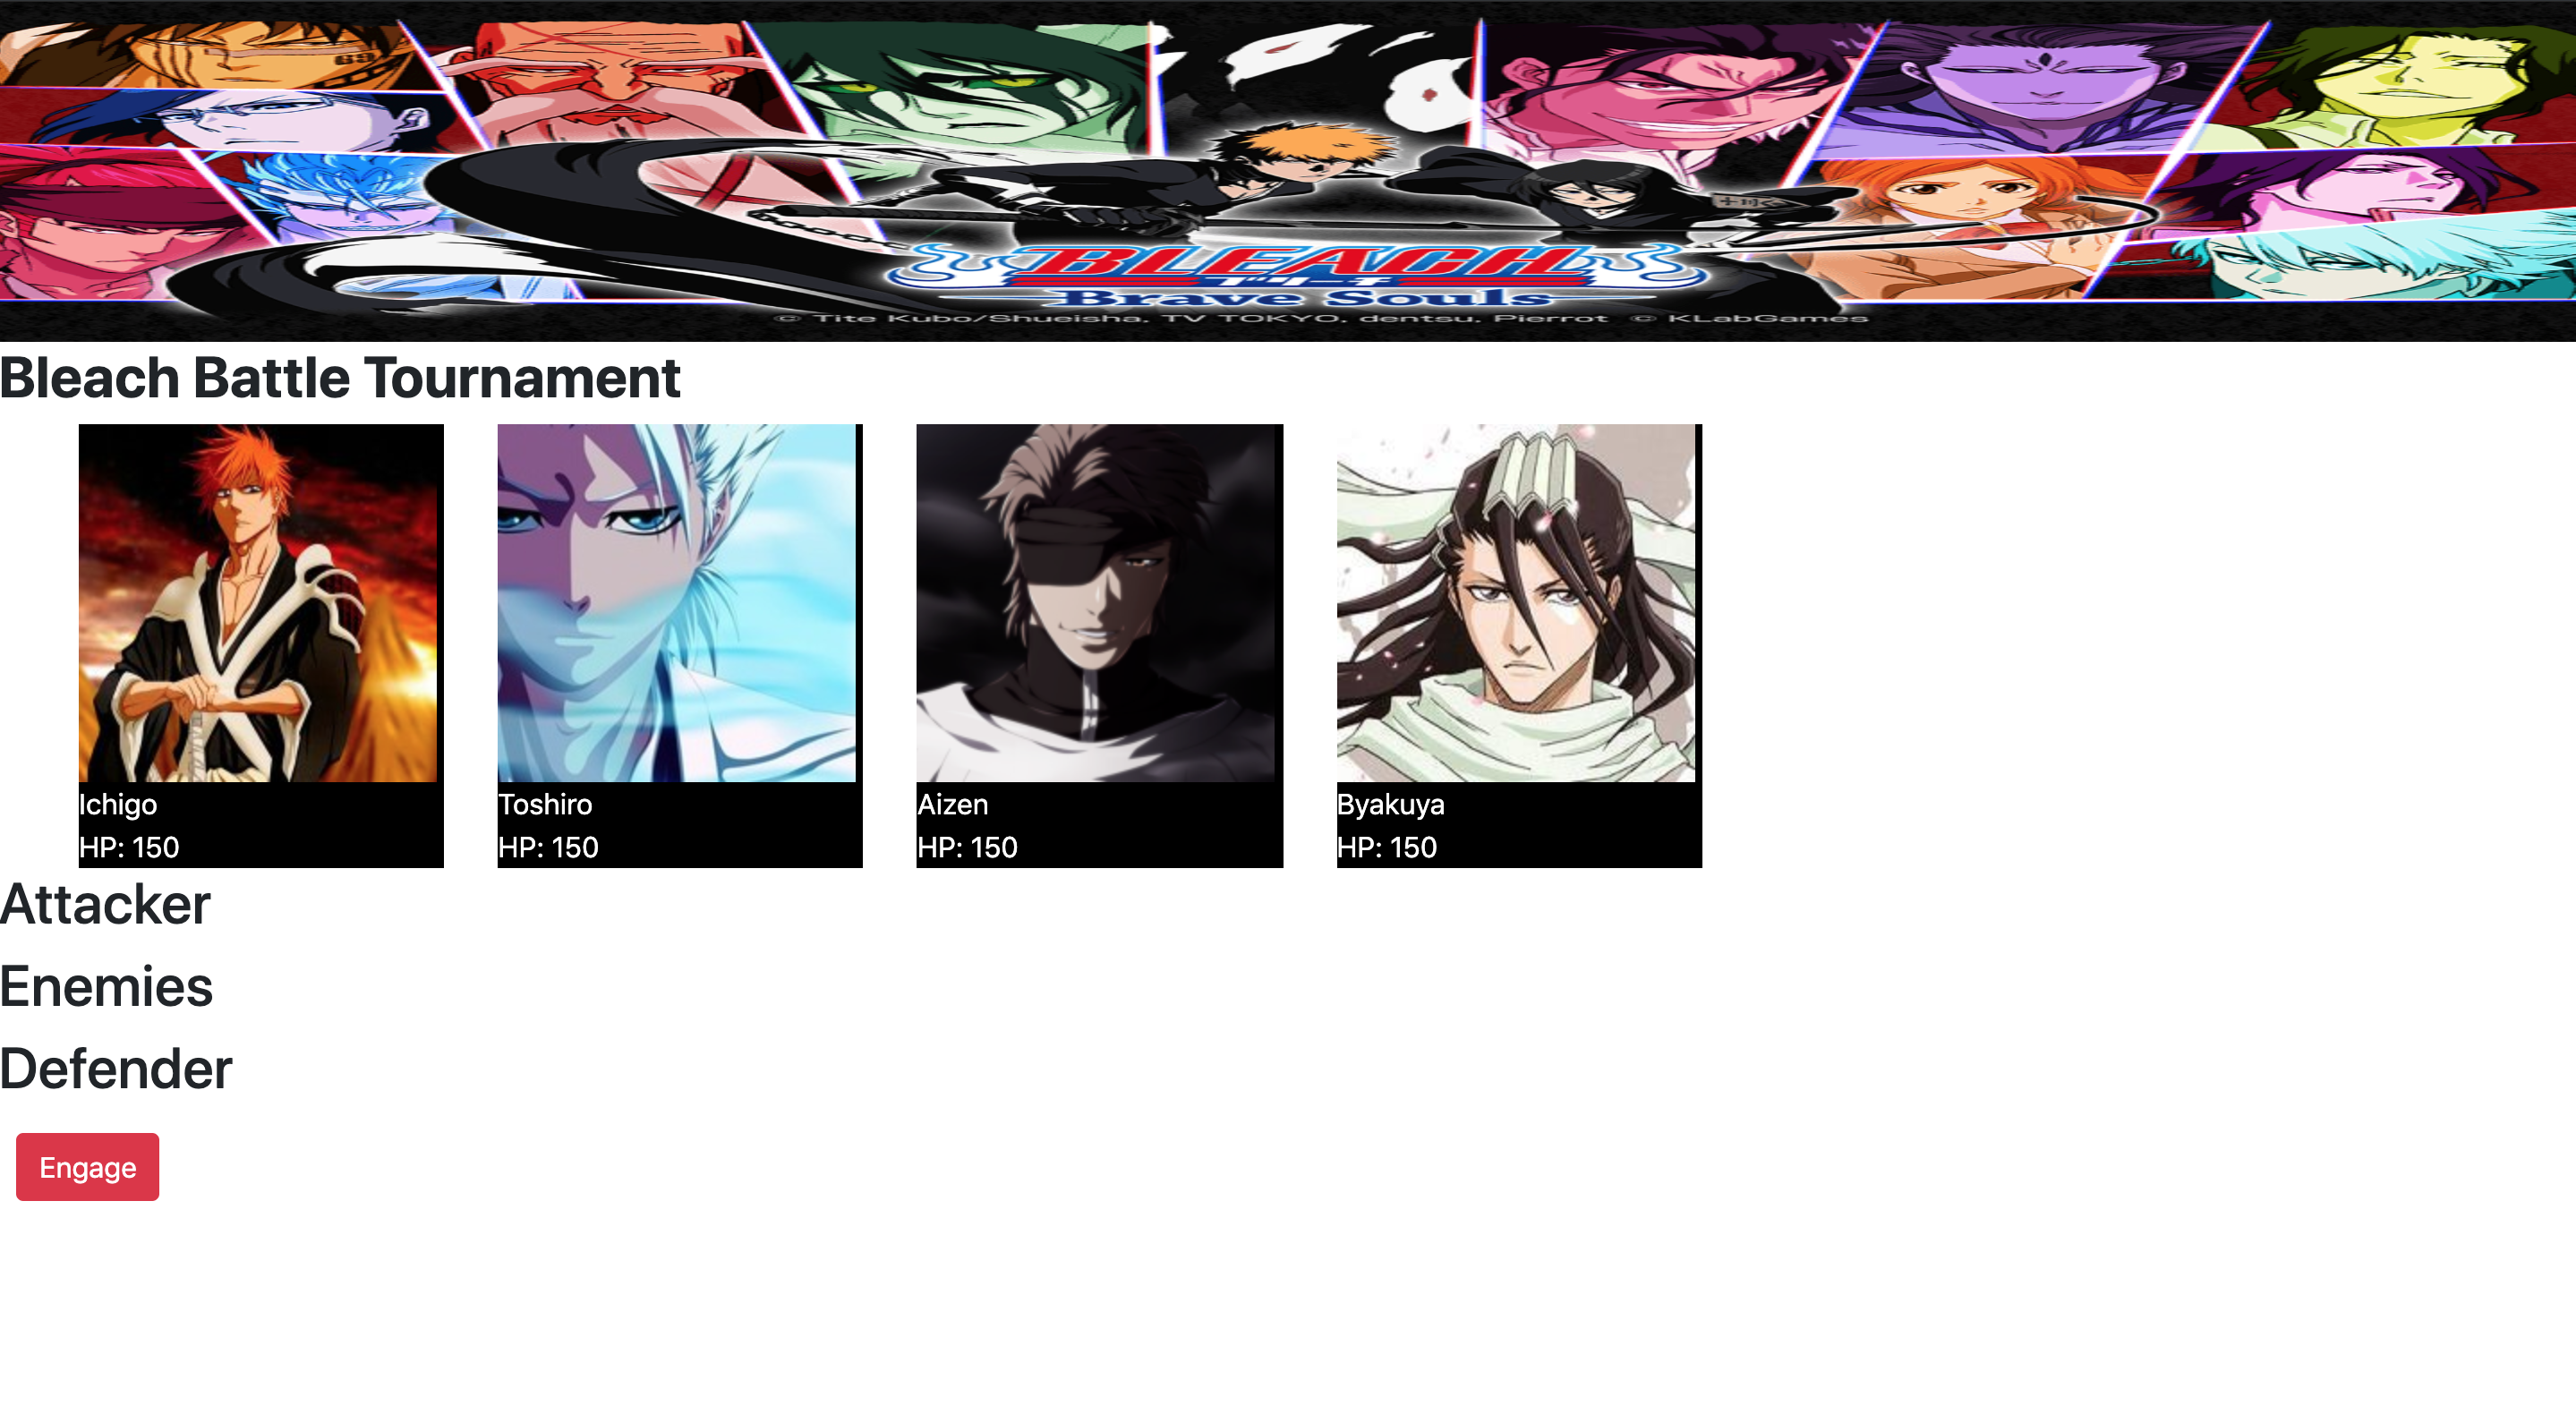 BLEACH
Brave Souls
© Tite Kubo/Shueisha, TV TOKYO, dentsu, Pierrot © KLabGames
Bleach Battle Tournament
Ichigo
HP: 150
Toshiro
HP: 150
Aizen
HP: 150
Byakuya
HP: 150
Attacker
Enemies
Defender
Engage